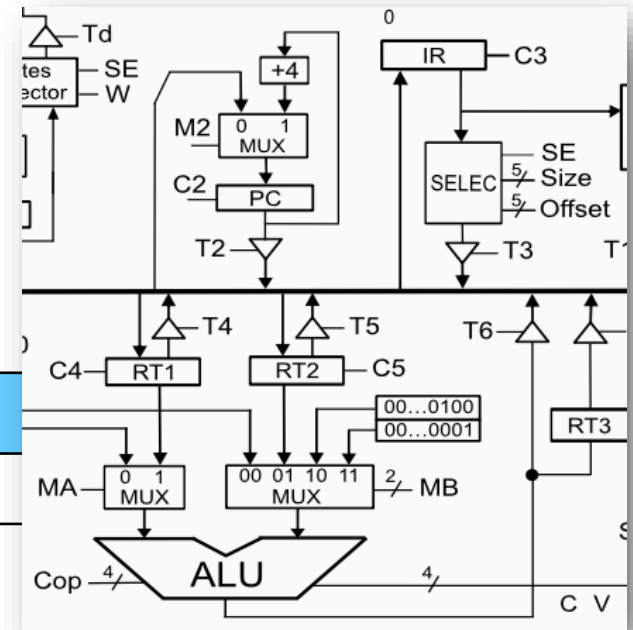 0
Td
IR
C3
tes
ector
SE
W
+4
M2
0 1
MUX
SE
5
Size
SELEC
C2
PC
5
Offset
T2
T3
T4
T5
T6
C4
RT1
RT2
C5
00...0100
00...0001
RT3
MA
0 1
MUX
00 01 10 11
MUX
2
MB
ALU
Cop
4
4
C V